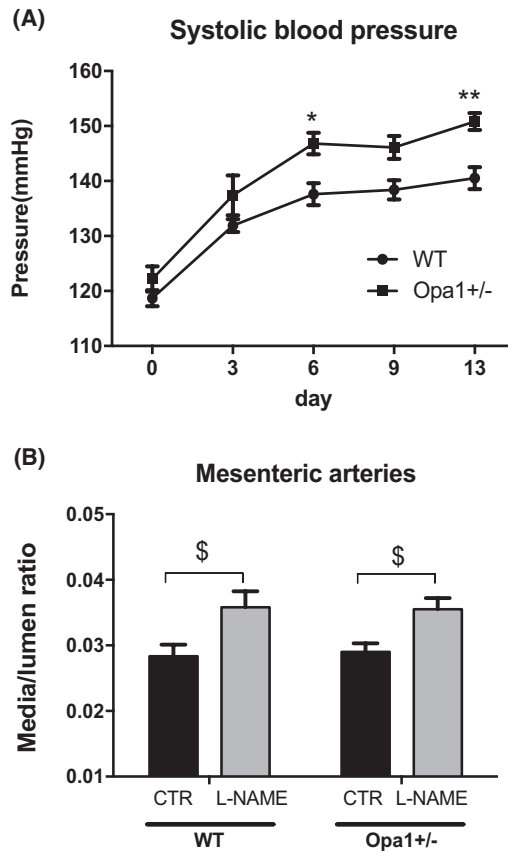 (A)
Systolic blood pressure
Pressure(mmHg)
160
150
140
130
120
110
*
**
WT
Opa1+/-
0 3 6 9 13
day
(B)
Mesenteric arteries
Media/lumen ratio
0.05
0.04
0.03
0.02
0.01
$ $
CTR L-NAME CTR L-NAME
WT Opa1+/-